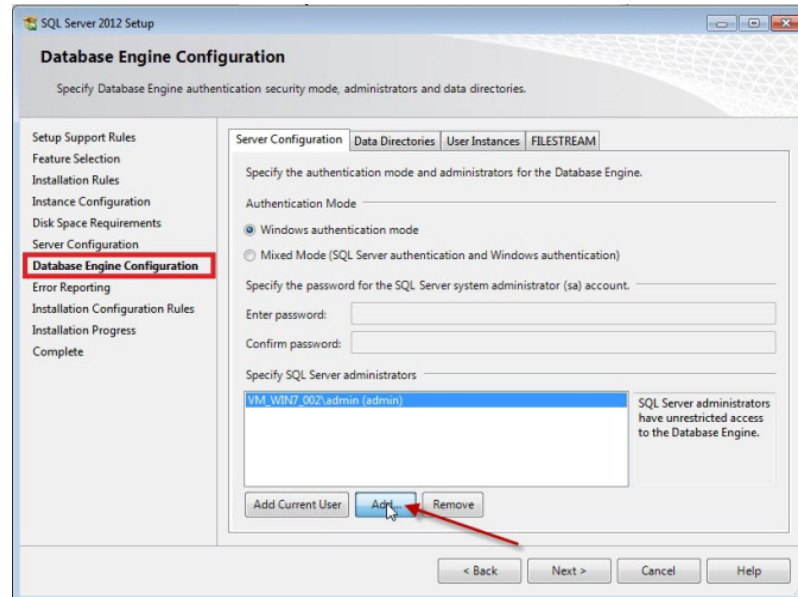 SQL Server 2012 Setup
Database Engine Configuration
Specify Database Engine authentication security mode, administrators and data directories.
Setup Support Rules
Feature Selection
Installation Rules
Instance Configuration
Disk Space Requirements
Server Configuration
Database Engine Configuration
Error Reporting
Installation Configuration Rules
Installation Progress
Complete
Server Configuration Data Directories User Instances FILESTREAM
Specify the authentication mode and administrators for the Database Engine.
Authentication Mode
Windows authentication mode
Mixed Mode (SQL Server authentication and Windows authentication)
Specify the password for the SQL Server system administrator (sa) account.
Enter password:
Confirm password:
Specify SQL Server administrators
VM_WIN7_002\admin (admin)
SQL Server administrators
have unrestricted access
to the Database Engine.
Add Current User Add... Remove
< Back Next > Cancel Help